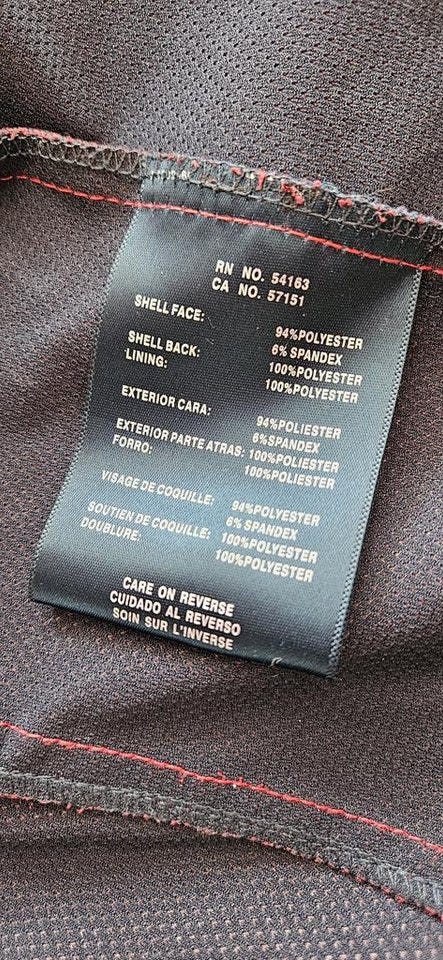 RN NO. 54163
CA NO. 57151
SHELL FACE: 94%POLYESTER
6% SPANDEX
SHELL BACK: 100%POLYESTER
LINING: 100%POLYESTER
EXTERIOR CARA: 94%POLIESTER
6%SPANDEX
EXTERIOR PARTE ATRAS: 100%POLIESTER
FORRO: 100%POLIESTER
VISAGE DE COQUILLE: 94%POLYESTER
6% SPANDEX
SOUTIEN DE COQUILLE: 100%POLYESTER
DOUBLURE: 100%POLYESTER
CARE ON REVERSE
CUIDADO AL REVERSO
SOIN SUR L'INVERSE